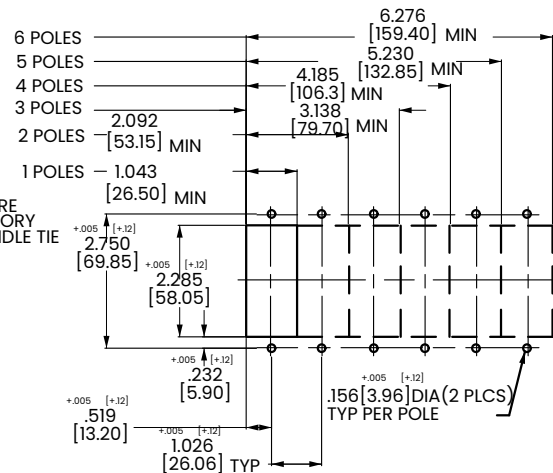 6.276
[159.40] MIN
6 POLES
5 POLES
5.230
[132.85] MIN
4 POLES
4.185
[106.3] MIN
3 POLES
3.138
[79.70] MIN
2 POLES
2.092
[53.15] MIN
1 POLES
1.043
[26.50] MIN
RE
ORY
NDLE TIE
+.005 [+.12]
2.750
[69.85]
+.005 [+.12]
2.285
[58.05]
+.005 [+.12]
.232
[5.90]
+.005 [+.12]
.156[3.96]DIA(2 PLCS)
TYP PER POLE
+.005 [+.12]
.519
[13.20]
+.005 [+.12]
1.026
[26.06] TYP